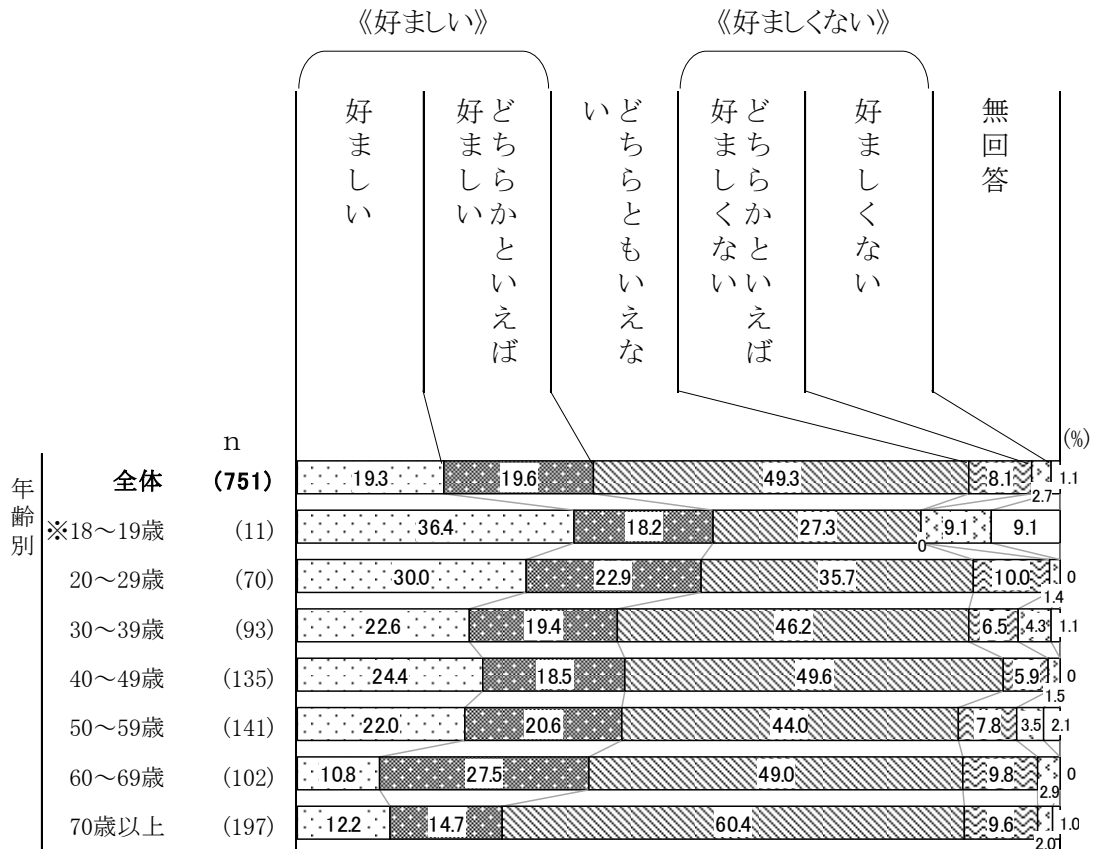 《好ましい》 《好ましくない》
好ましい
どちらかといえば
好ましい
どちらともいえな
い
どちらかといえば
好ましくない
好ましくない
無回答
n
(%)
年齢別
全体 (751) 19.3 19.6 49.3 8.1 2.7 1.1
※18～19歳 (11) 36.4 18.2 27.3 0 9.1 9.1
20～29歳 (70) 30.0 22.9 35.7 10.0 1.4 0
30～39歳 (93) 22.6 19.4 46.2 6.5 4.3 1.1
40～49歳 (135) 24.4 18.5 49.6 5.9 1.5 0
50～59歳 (141) 22.0 20.6 44.0 7.8 3.5 2.1
60～69歳 (102) 10.8 27.5 49.0 9.8 2.9 0
70歳以上 (197) 12.2 14.7 60.4 9.6 2.0 1.0